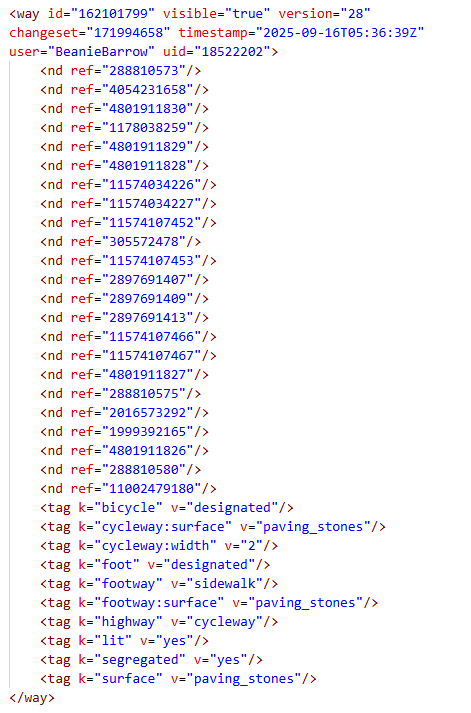 <way id="162101799" visible="true" version="28"
changeset="171994658" timestamp="2025-09-16T05:36:39Z"
user="BeanieBarrow" uid="18522202">
<nd ref="288810573"/>
<nd ref="4054231658"/>
<nd ref="4801911830"/>
<nd ref="1178038259"/>
<nd ref="4801911829"/>
<nd ref="4801911828"/>
<nd ref="11574034226"/>
<nd ref="11574034227"/>
<nd ref="11574107452"/>
<nd ref="305572478"/>
<nd ref="11574107453"/>
<nd ref="2897691407"/>
<nd ref="2897691409"/>
<nd ref="2897691413"/>
<nd ref="11574107466"/>
<nd ref="11574107467"/>
<nd ref="4801911827"/>
<nd ref="288810575"/>
<nd ref="2016573292"/>
<nd ref="1999392165"/>
<nd ref="4801911826"/>
<nd ref="288810580"/>
<nd ref="11002479180"/>
<tag k="bicycle" v="designated"/>
<tag k="cycleway:surface" v="paving_stones"/>
<tag k="cycleway:width" v="2"/>
<tag k="foot" v="designated"/>
<tag k="footway" v="sidewalk"/>
<tag k="footway:surface" v="paving_stones"/>
<tag k="highway" v="cycleway"/>
<tag k="lit" v="yes"/>
<tag k="segregated" v="yes"/>
<tag k="surface" v="paving_stones"/>
</way>